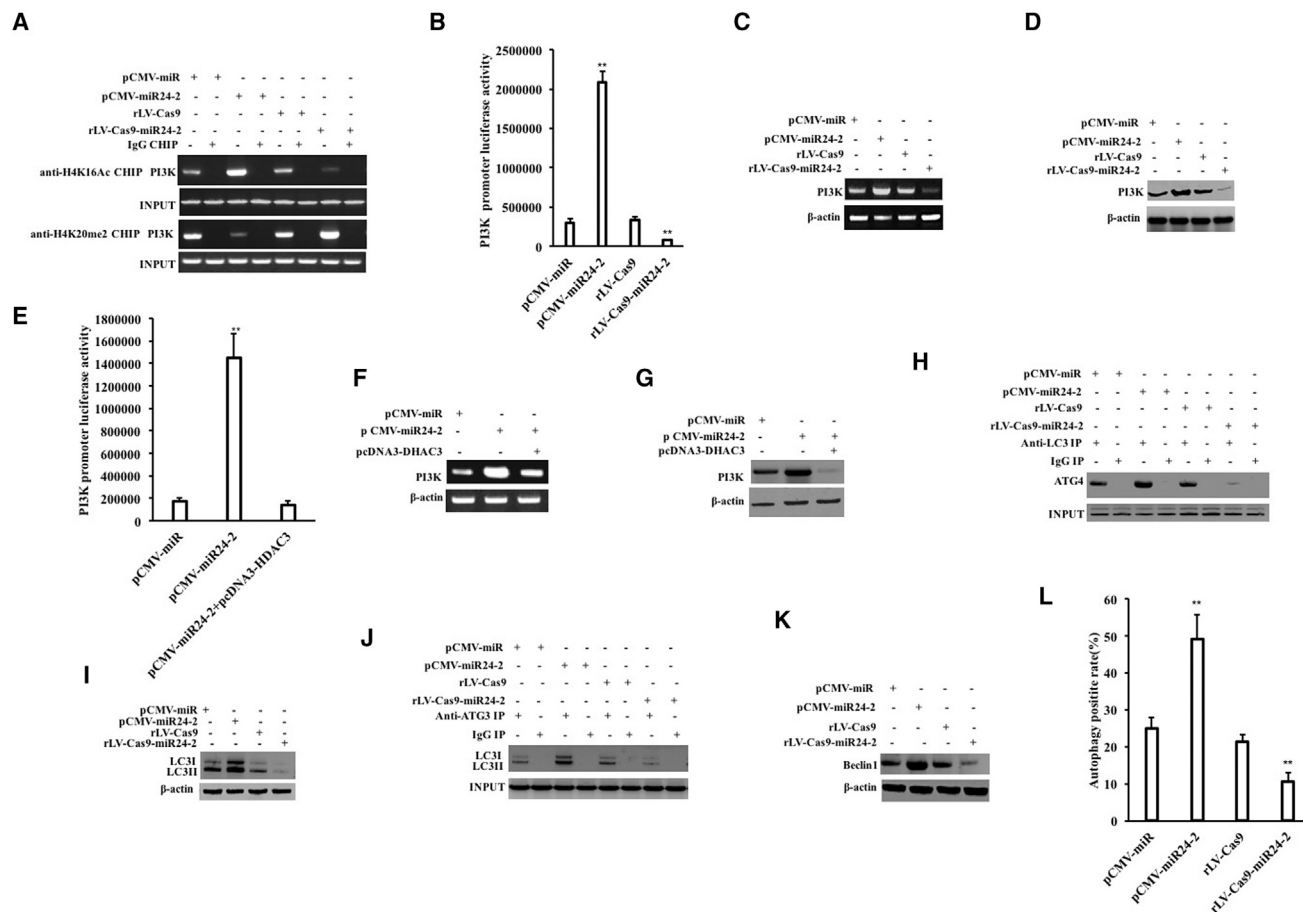 A
pCMV-miR + + - - - - - -
pCMV-miR24-2 - - + + - - - -
rLV-Cas9 - - - - + + - -
rLV-Cas9-miR24-2 - - - - - - + +
IgG CHIP - + - + - + - +
anti-H4K16Ac CHIP PI3K
INPUT
anti-H4K20me2 CHIP PI3K
INPUT
B
PI3K promoter luciferase activity
2500000
2000000
1500000
1000000
500000
0
**
**
pCMV-miR
pCMV-miR24-2
rLV-Cas9
rLV-Cas9-miR24-2
C
pCMV-miR + - - -
pCMV-miR24-2 - + - -
rLV-Cas9 - - + -
rLV-Cas9-miR24-2 - - - +
PI3K
β-actin
D
pCMV-miR + - - -
pCMV-miR24-2 - + - -
rLV-Cas9 - - + -
rLV-Cas9-miR24-2 - - - +
PI3K
β-actin
E
PI3K promoter luciferase activity
1800000
1600000
1400000
1200000
1000000
800000
600000
400000
200000
0
**
pCMV-miR
pCMV-miR24-2
pCMV-miR24-2+pcDNA3-HDAC3
F
pCMV-miR + - -
p CMV-miR24-2 - + +
pcDNA3-DHAC3 - - +
PI3K
β-actin
G
pCMV-miR + - -
p CMV-miR24-2 - + +
pcDNA3-DHAC3 - - +
PI3K
β-actin
H
pCMV-miR + + - - - - - -
pCMV-miR24-2 - - + + - - - -
rLV-Cas9 - - - - + + - -
rLV-Cas9-miR24-2 - - - - - - + +
Anti-LC3 IP + - + - + - + -
IgG IP - + - + - + - +
ATG4
INPUT
I
pCMV-miR + - - -
pCMV-miR24-2 - + - -
rLV-Cas9 - - + -
rLV-Cas9-miR24-2 - - - +
LC3I
LC3II
β-actin
J
pCMV-miR + + - - - - - -
pCMV-miR24-2 - - + + - - - -
rLV-Cas9 - - - - + + - -
rLV-Cas9-miR24-2 - - - - - - + +
Anti-ATG3 IP + - + - + - + -
IgG IP - + - + - + - +
LC3I
LC3II
INPUT
K
pCMV-miR + - - -
pCMV-miR24-2 - + - -
rLV-Cas9 - - + -
rLV-Cas9-miR24-2 - - - +
Beclin1
β-actin
L
Autophagy positite rate(%)
60
50
40
30
20
10
0
**
**
pCMV-miR
pCMV-miR24-2
rLV-Cas9
rLV-Cas9-miR24-2